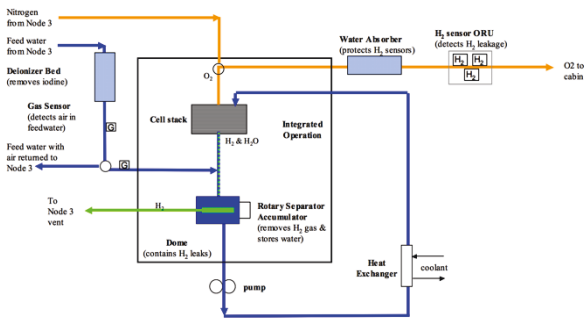 Nitrogen
from Node 3
Feed water
from Node 3
Deionizer Bed
(removes iodine)
Gas Sensor
(detects air in
feedwater)
G
Feed water with
air returned to
Node 3
G
To
Node 3
vent
H2
O2
Cell stack
H2 & H2O
Integrated
Operation
Rotary Separator
Accumulator
(removes H2 gas &
stores water)
Dome
(contains H2 leaks)
pump
Water Absorber
(protects H2 sensors)
H2 sensor ORU
(detects H2 leakage)
H2 H2
H2
O2 to
cabin
Heat
Exchanger
coolant